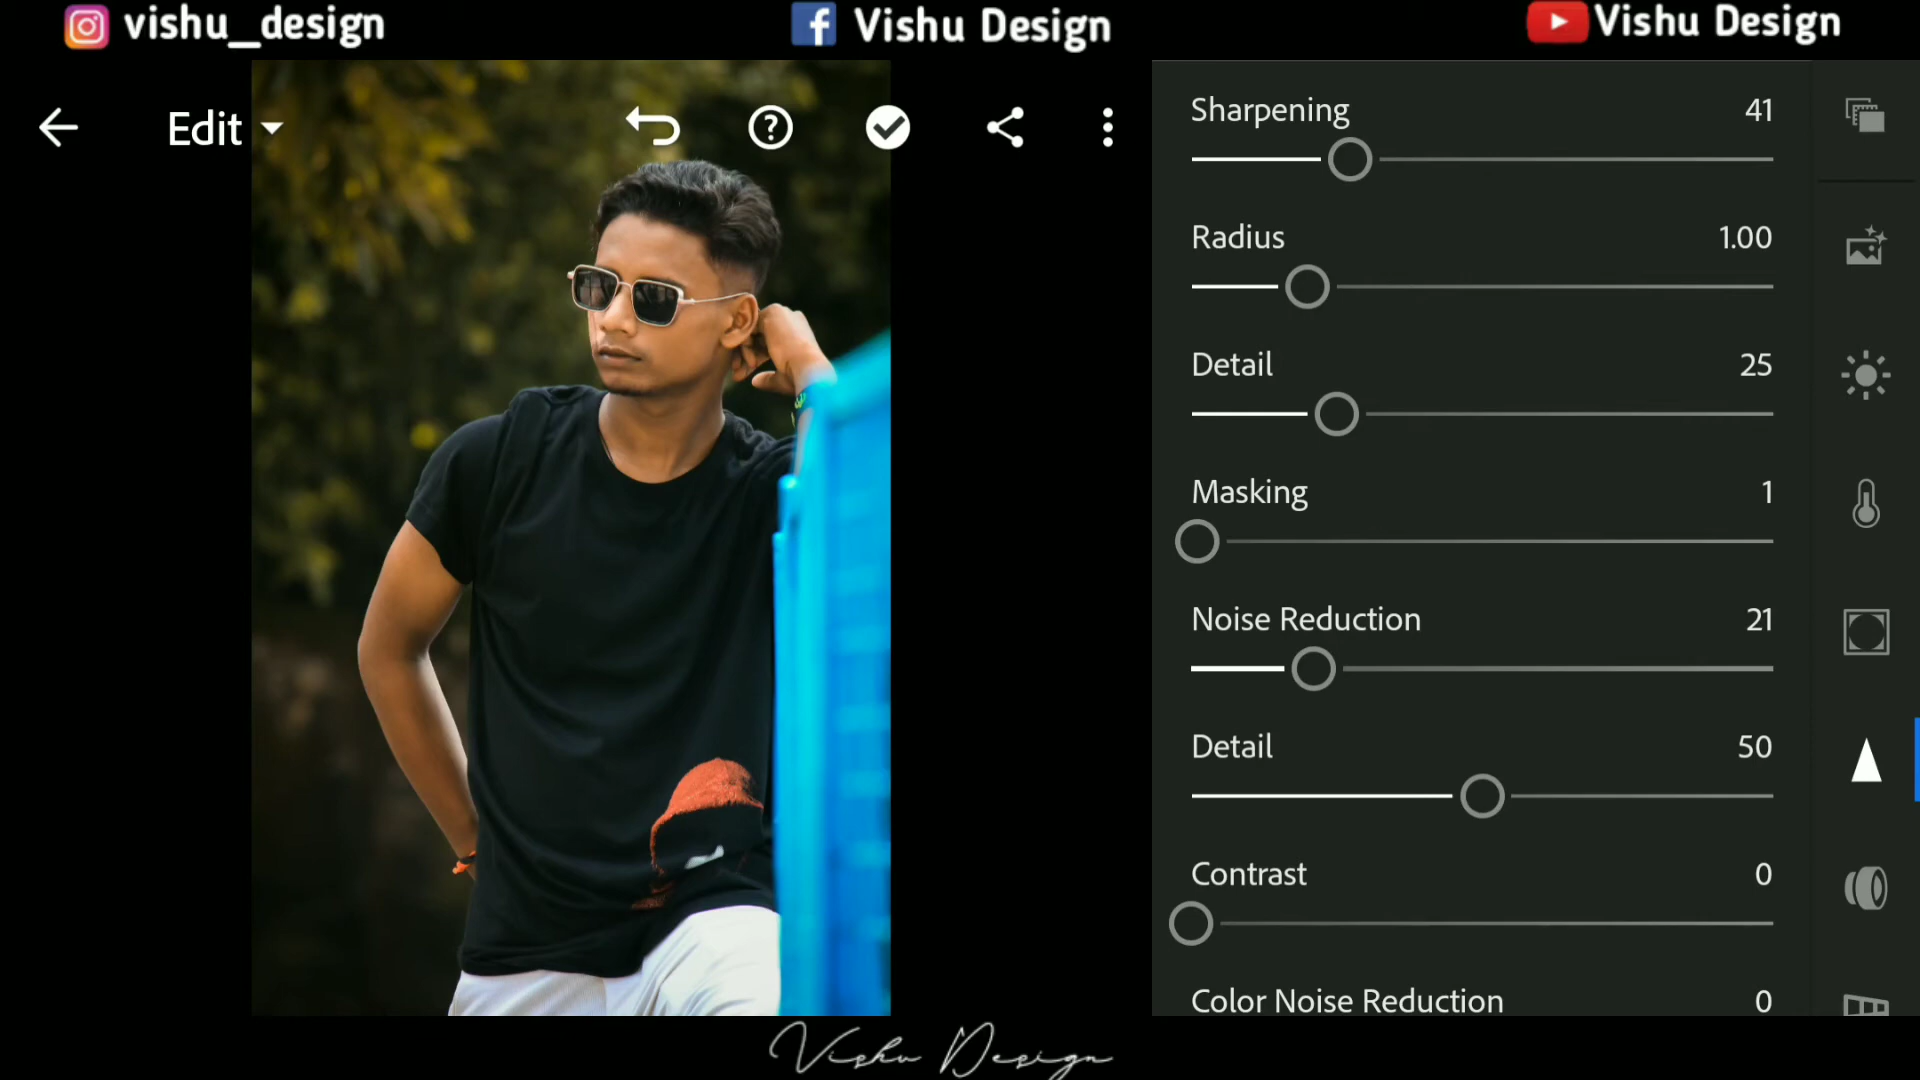 vishu_design
Vishu Design
Vishu Design
Edit
Sharpening 41
Radius 1.00
Detail 25
Masking 1
Noise Reduction 21
Detail 50
Contrast 0
Color Noise Reduction 0
Vishu Design